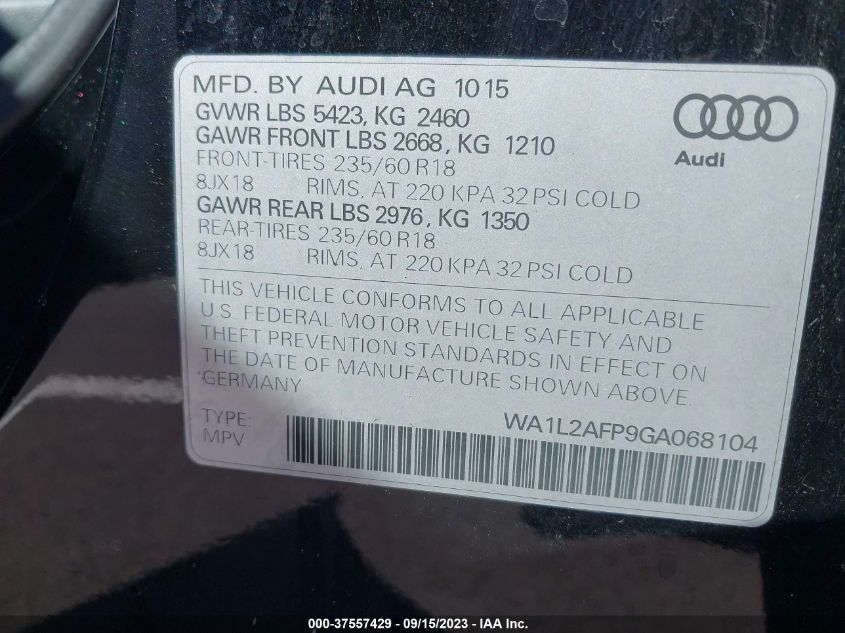 MFD. BY AUDI AG 10 15
GVWR LBS 5423, KG 2460
GAWR FRONT LBS 2668, KG 1210
FRONT-TIRES 235/60 R18
8JX18 RIMS, AT 220 KPA 32 PSI COLD
GAWR REAR LBS 2976, KG 1350
REAR-TIRES 235/60 R18
8JX18 RIMS, AT 220 KPA 32 PSI COLD
Audi
THIS VEHICLE CONFORMS TO ALL APPLICABLE
U.S. FEDERAL MOTOR VEHICLE SAFETY AND
THEFT PREVENTION STANDARDS IN EFFECT ON
THE DATE OF MANUFACTURE SHOWN ABOVE.
GERMANY
TYPE: WA1L2AFP9GA068104
MPV
000-37557429 - 09/15/2023 - IAA Inc.